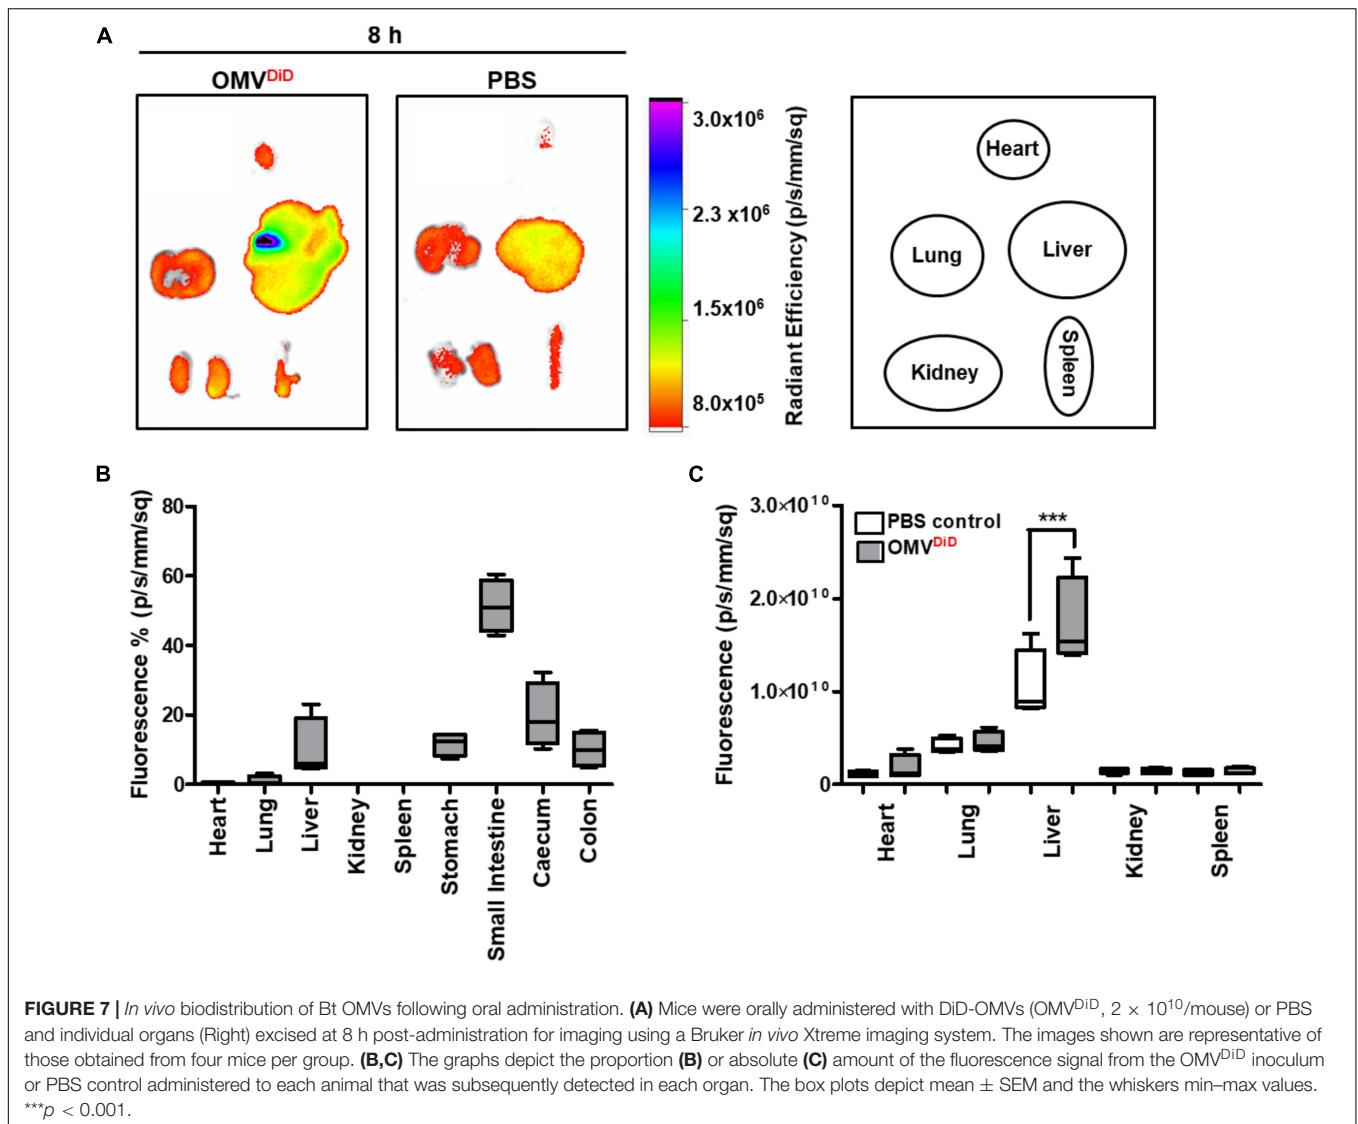 A
8 h
OMV^DiD
PBS
3.0x10⁶
2.3 x10⁶
1.5x10⁶
8.0x10⁵
Radiant Efficiency (p/s/mm/sq)
Heart
Lung
Liver
Kidney
Spleen
B
Fluorescence % (p/s/mm/sq)
80
60
40
20
0
Heart
Lung
Liver
Kidney
Spleen
Stomach
Small Intestine
Caecum
Colon
C
Fluorescence (p/s/mm/sq)
3.0×10¹⁰
2.0×10¹⁰
1.0×10¹⁰
0
PBS control
OMV^DiD
***
Heart
Lung
Liver
Kidney
Spleen
FIGURE 7 | In vivo biodistribution of Bt OMVs following oral administration. (A) Mice were orally administered with DiD-OMVs (OMV^DiD, 2 × 10¹⁰/mouse) or PBS
and individual organs (Right) excised at 8 h post-administration for imaging using a Bruker in vivo Xtreme imaging system. The images shown are representative of
those obtained from four mice per group. (B,C) The graphs depict the proportion (B) or absolute (C) amount of the fluorescence signal from the OMV^DiD inoculum
or PBS control administered to each animal that was subsequently detected in each organ. The box plots depict mean ± SEM and the whiskers min–max values.
***p < 0.001.